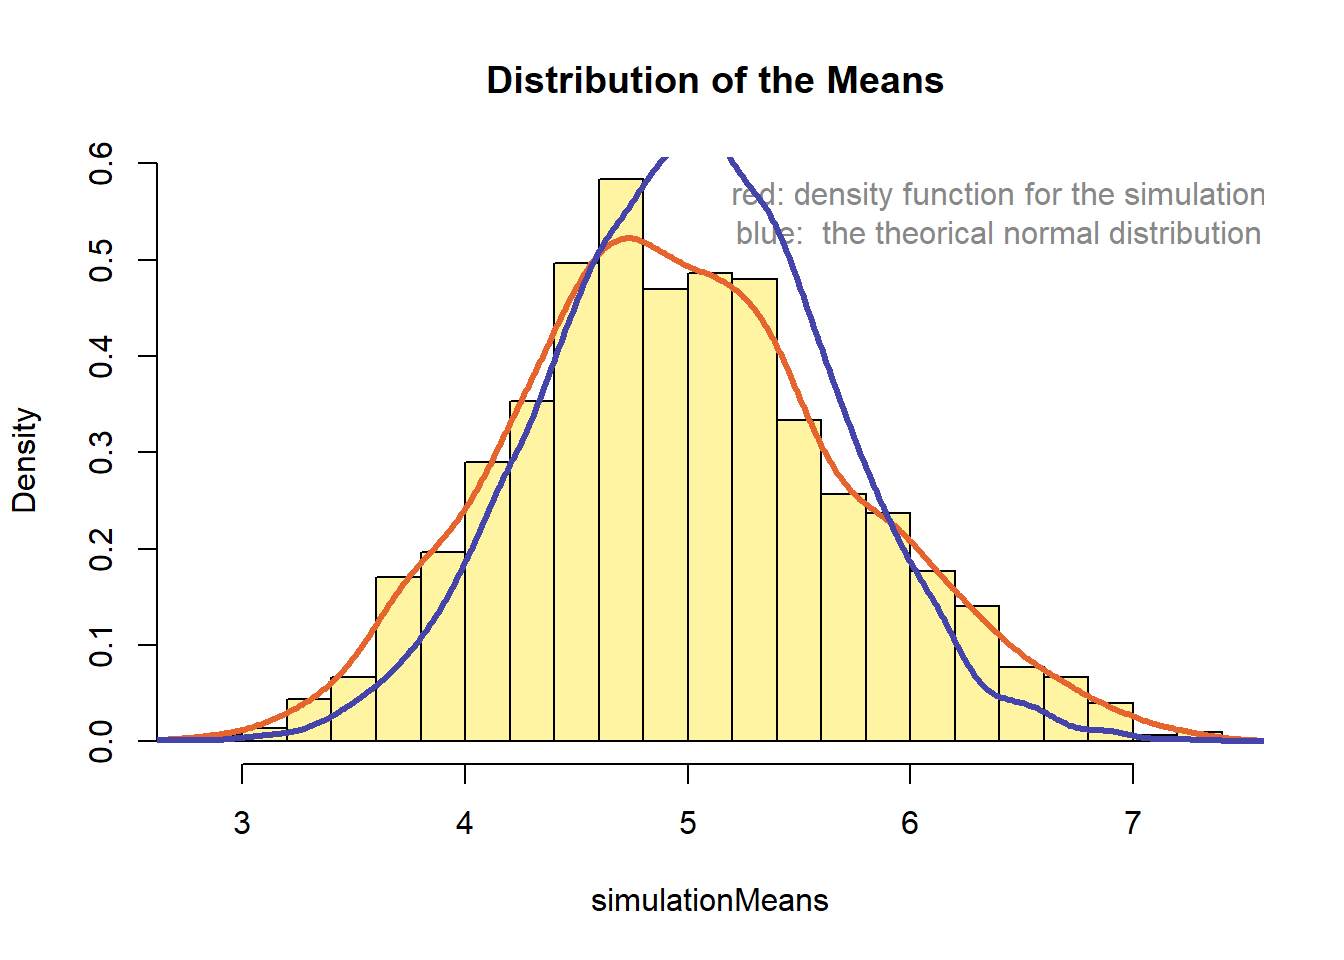 Distribution of the Means
red: density function for the simulation
blue:  the theorical normal distribution
Density
0.0
0.1
0.2
0.3
0.4
0.5
0.6
3 4 5 6 7
simulationMeans